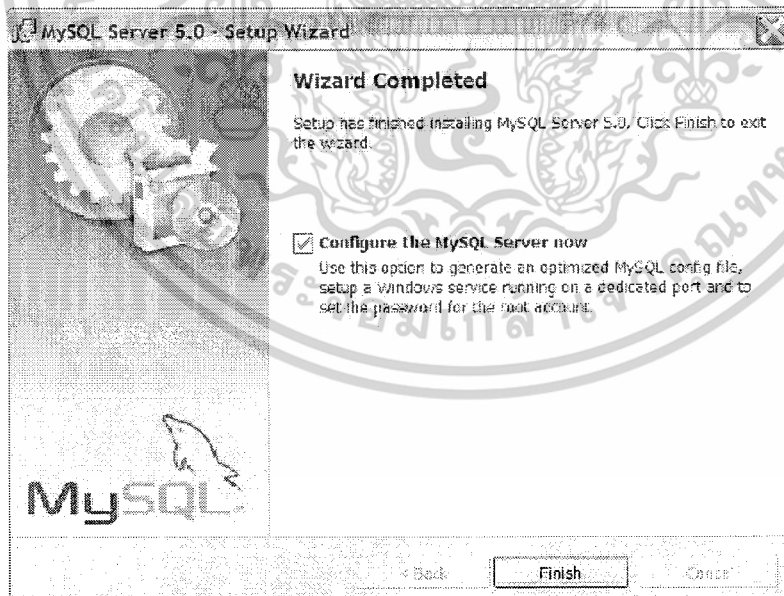 MySQL Server 5.0 - Setup Wizard
Wizard Completed
Setup has finished installing MySQL Server 5.0. Click Finish to exit
the wizard.
Configure the MySQL Server now
Use this option to generate an optimized MySQL config file,
setup a Windows service running on a dedicated port and to
set the password for the root account.
MySQL
< Back
Finish
Cancel